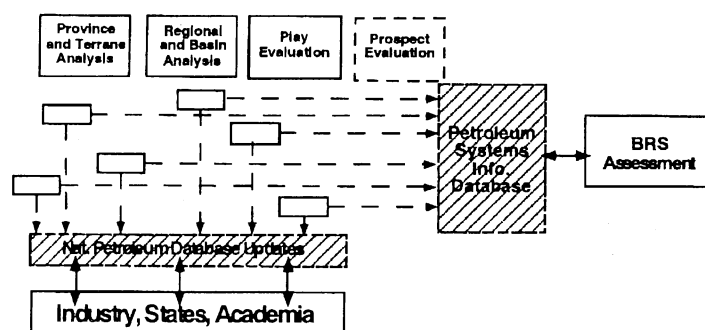 Province
and Terrane
Analysis
Regional
and Basin
Analysis
Play
Evaluation
Prospect
Evaluation
Petroleum
Systems
Info.
Database
BRS
Assessment
Nat. Petroleum Database Updates
Industry, States, Academia